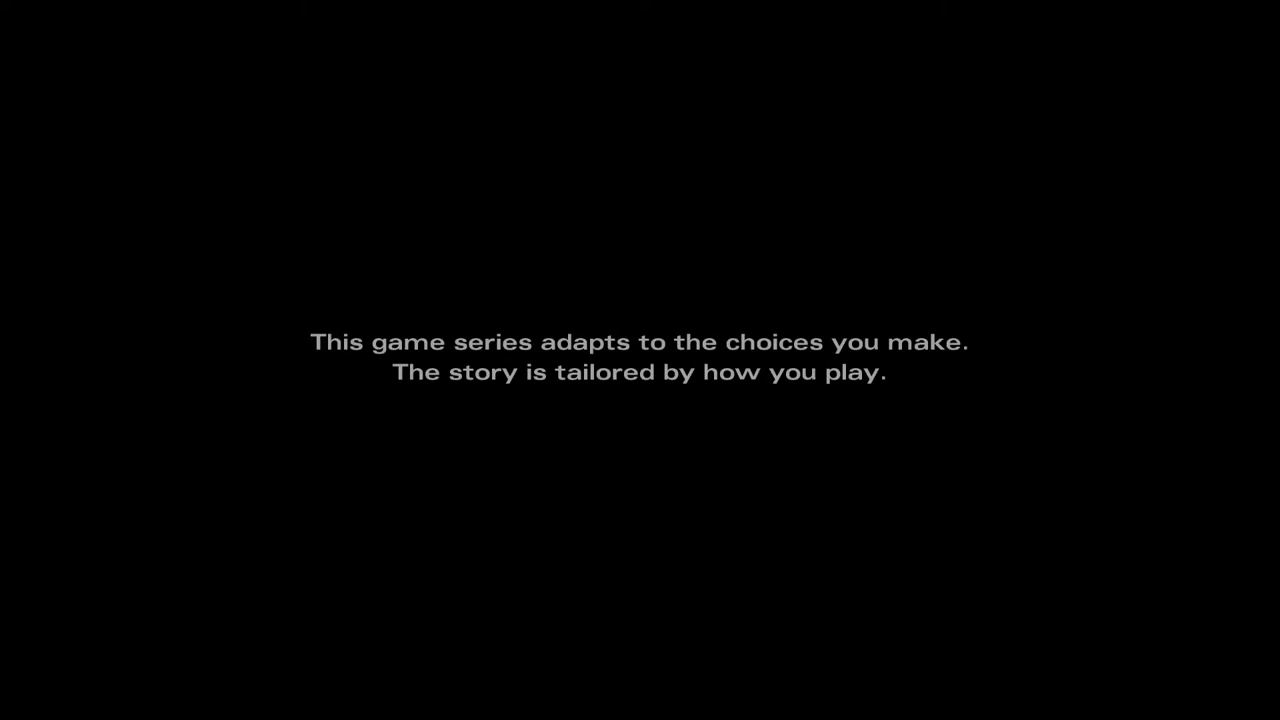 This game series adapts to the choices you make.
The story is tailored by how you play.